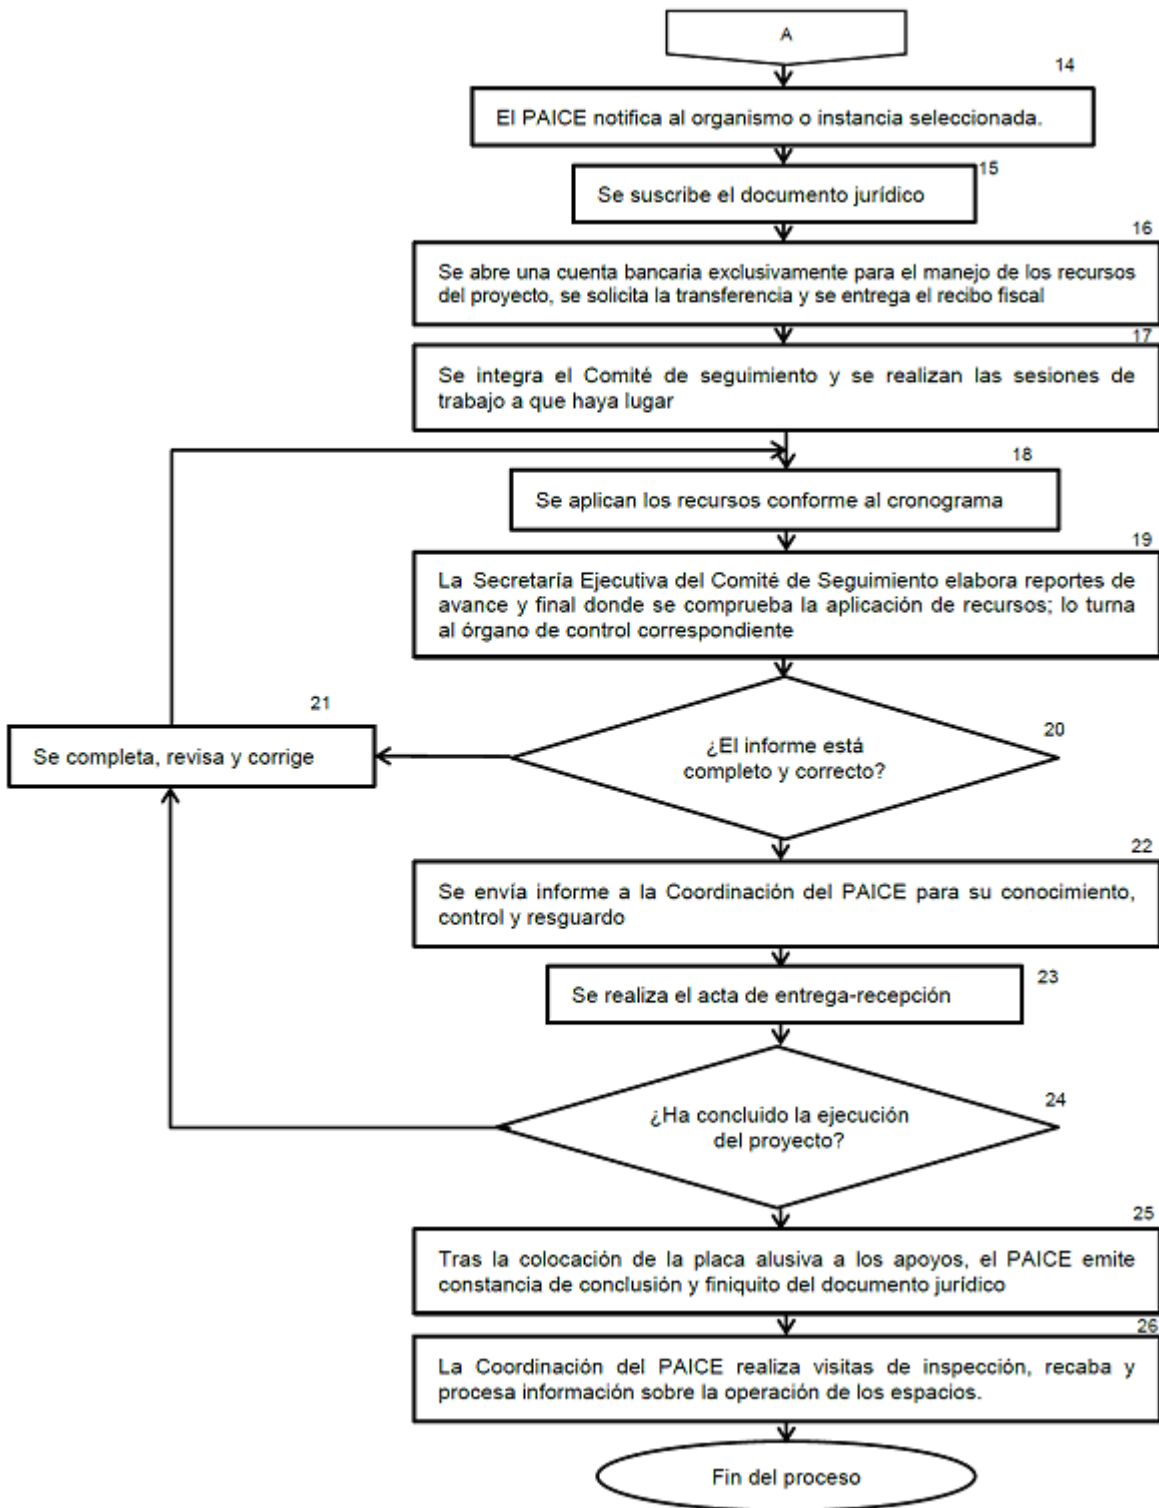 A
14
El PAICE notifica al organismo o instancia seleccionada.
15
Se suscribe el documento jurídico
16
Se abre una cuenta bancaria exclusivamente para el manejo de los recursos
del proyecto, se solicita la transferencia y se entrega el recibo fiscal
17
Se integra el Comité de seguimiento y se realizan las sesiones de
trabajo a que haya lugar
18
Se aplican los recursos conforme al cronograma
19
La Secretaría Ejecutiva del Comité de Seguimiento elabora reportes de
avance y final donde se comprueba la aplicación de recursos; lo turna
al órgano de control correspondiente
20
¿El informe está
completo y correcto?
21
Se completa, revisa y corrige
22
Se envía informe a la Coordinación del PAICE para su conocimiento,
control y resguardo
23
Se realiza el acta de entrega-recepción
24
¿Ha concluido la ejecución
del proyecto?
25
Tras la colocación de la placa alusiva a los apoyos, el PAICE emite
constancia de conclusión y finiquito del documento jurídico
26
La Coordinación del PAICE realiza visitas de inspección, recaba y
procesa información sobre la operación de los espacios.
Fin del proceso